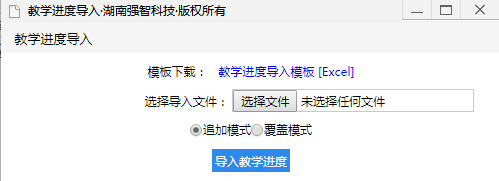 教学进度导入·湖南强智科技·版权所有
教学进度导入
模板下载： 教学进度导入模板 [Excel]
选择导入文件： 选择文件 未选择任何文件
追加模式 覆盖模式
导入教学进度